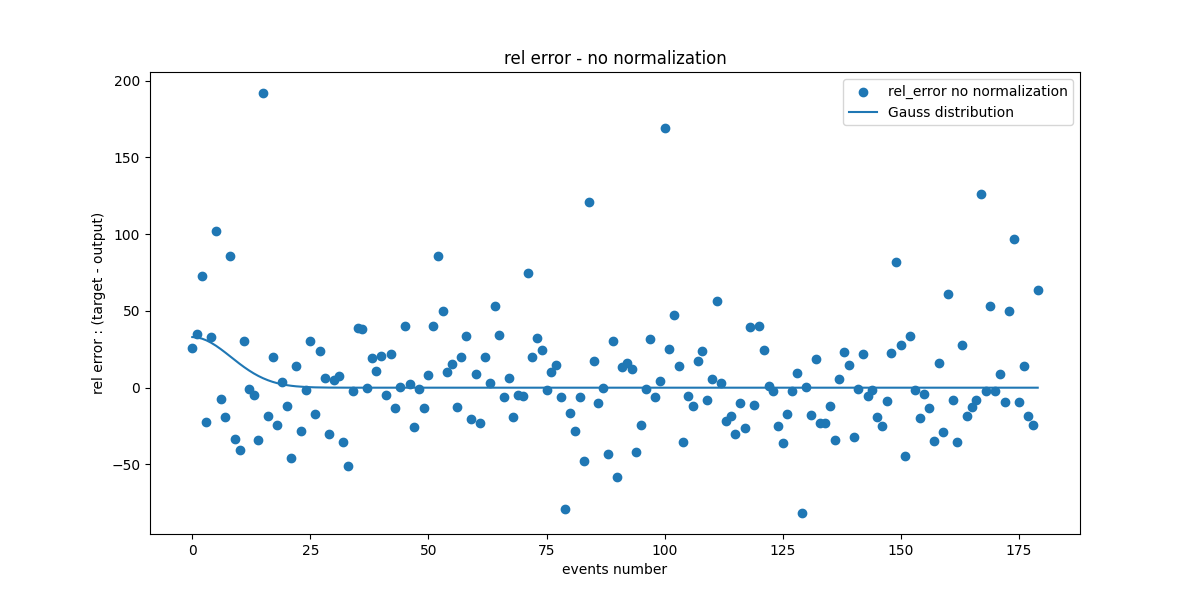 rel error - no normalization
rel_error no normalization
Gauss distribution
rel error : (target - output)
200
150
100
50
0
−50
0 25 50 75 100 125 150 175
events number